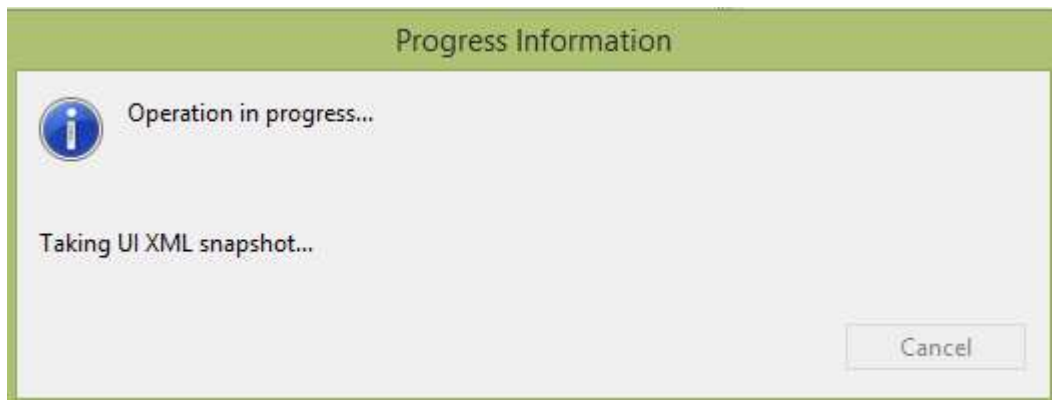 Progress Information
Operation in progress...
Taking UI XML snapshot...
Cancel